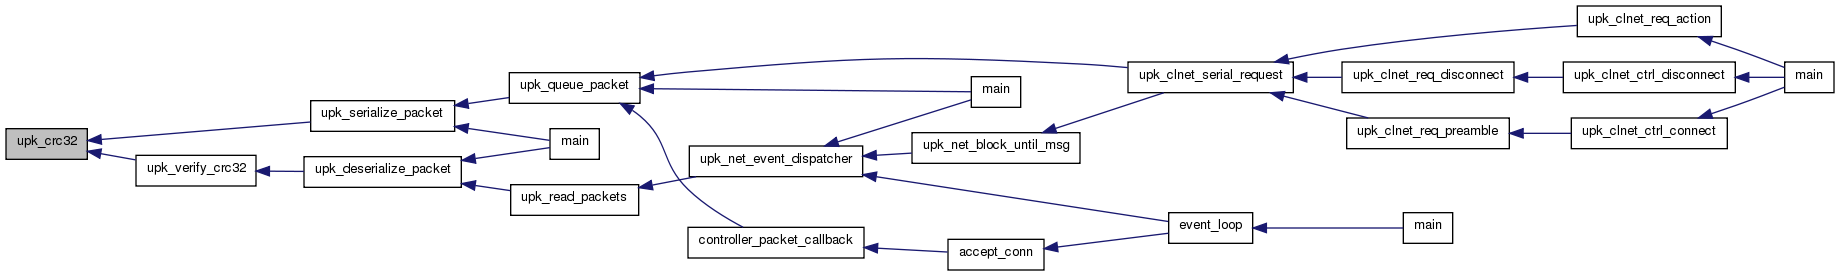 upk_crc32
upk_serialize_packet
upk_verify_crc32
upk_queue_packet
main
upk_deserialize_packet
upk_read_packets
main
upk_net_event_dispatcher
upk_net_block_until_msg
controller_packet_callback
accept_conn
upk_clnet_serial_request
event_loop
upk_clnet_req_action
upk_clnet_req_disconnect
upk_clnet_ctrl_disconnect
upk_clnet_req_preamble
upk_clnet_ctrl_connect
main
main